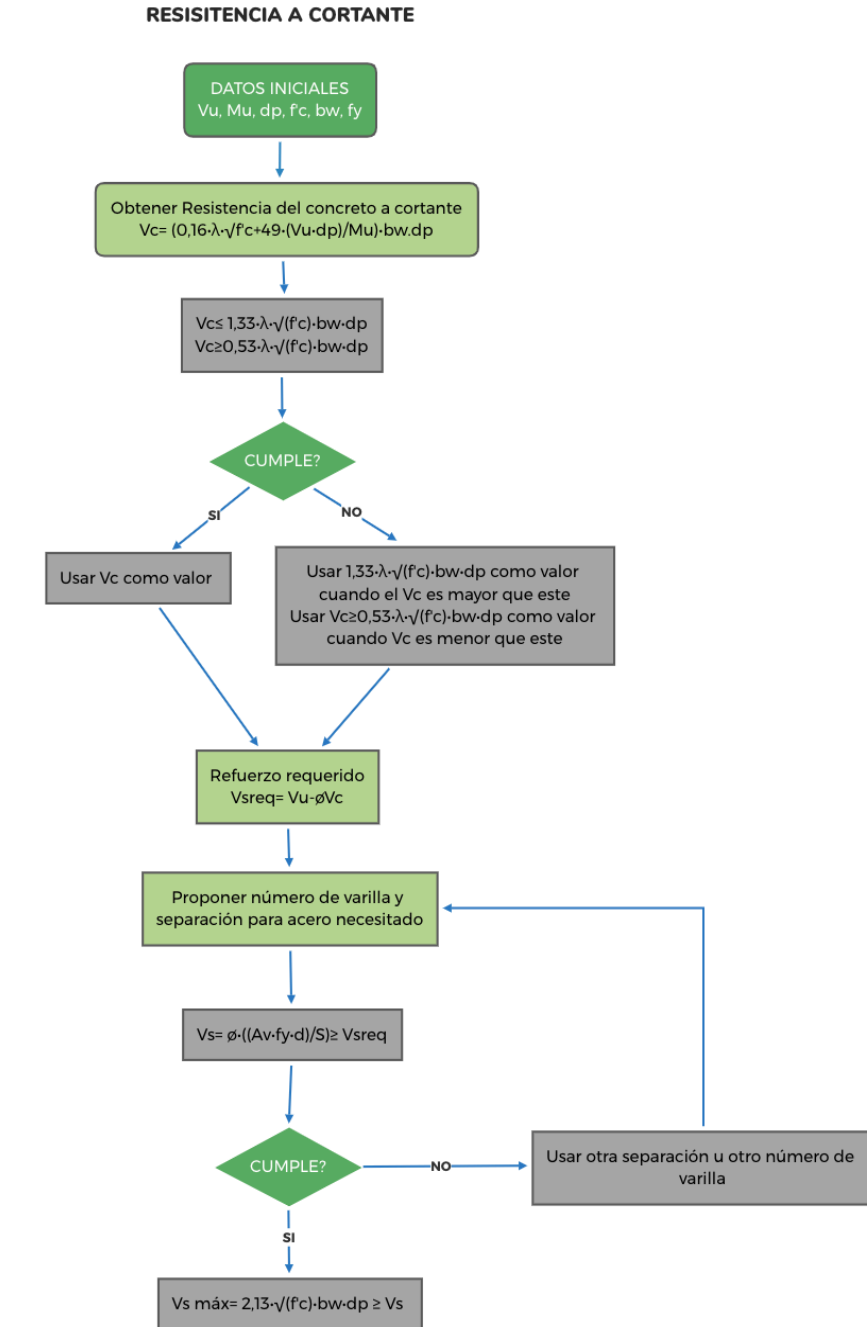 RESISITENCIA A CORTANTE
DATOS INICIALES
Vu, Mu, dp, f'c, bw, fy
Obtener Resistencia del concreto a cortante
Vc= (0,16·λ·√f'c+49·(Vu·dp)/Mu)·bw.dp
Vc≤ 1,33·λ·√(f'c)·bw·dp
Vc≥0,53·λ·√(f'c)·bw·dp
CUMPLE?
SI
NO
Usar Vc como valor
Usar 1,33·λ·√(f'c)·bw·dp como valor
cuando el Vc es mayor que este
Usar Vc≥0,53·λ·√(f'c)·bw·dp como valor
cuando Vc es menor que este
Refuerzo requerido
Vsreq= Vu-øVc
Proponer número de varilla y
separación para acero necesitado
Vs= ø·((Av·fy·d)/S)≥ Vsreq
CUMPLE?
NO
Usar otra separación u otro número de
varilla
SI
Vs máx= 2,13·√(f'c)·bw·dp ≥ Vs